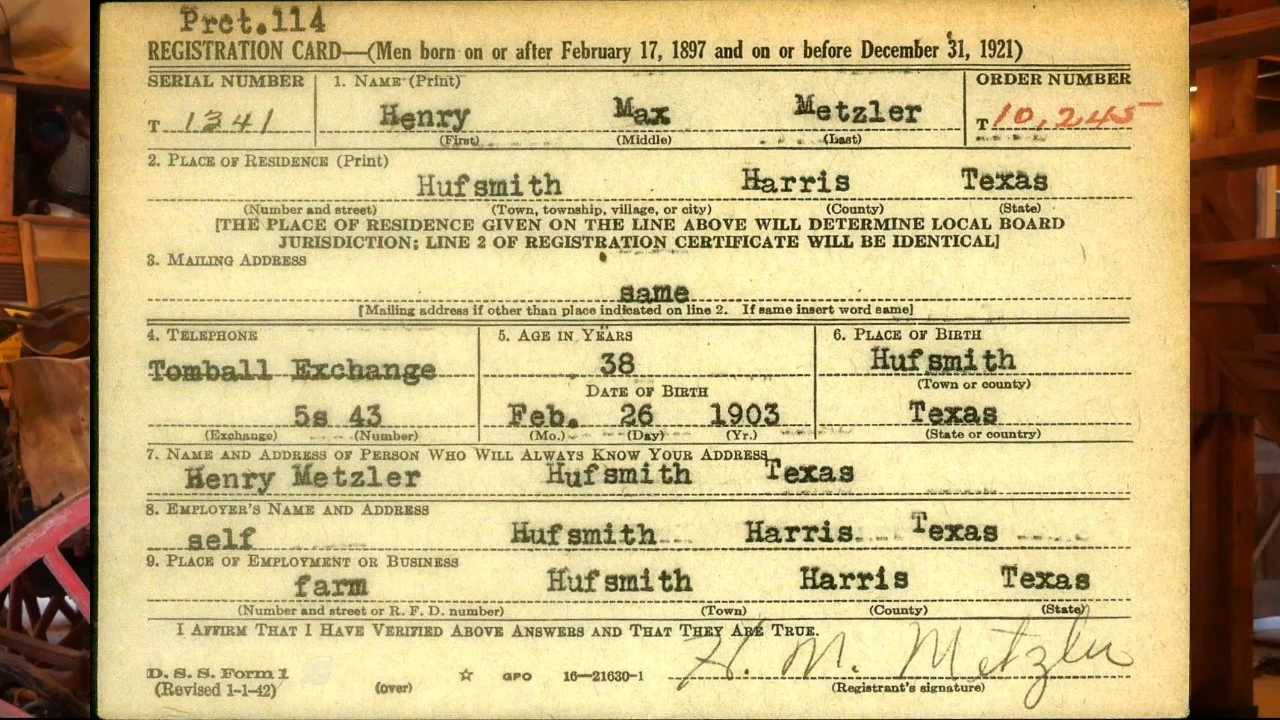 Prct.114
REGISTRATION CARD—(Men born on or after February 17, 1897 and on or before December 31, 1921)
SERIAL NUMBER 1. NAME (Print) ORDER NUMBER
T 1341 Henry Max Metzler T 10,245
(First) (Middle) (Last)
2. PLACE OF RESIDENCE (Print)
Hufsmith Harris Texas
(Number and street) (Town, township, village, or city) (County) (State)
[THE PLACE OF RESIDENCE GIVEN ON THE LINE ABOVE WILL DETERMINE LOCAL BOARD
JURISDICTION; LINE 2 OF REGISTRATION CERTIFICATE WILL BE IDENTICAL]
3. MAILING ADDRESS
same
[Mailing address if other than place indicated on line 2. If same insert word same]
4. TELEPHONE 5. AGE IN YEARS 6. PLACE OF BIRTH
Tomball Exchange 38 Hufsmith
DATE OF BIRTH (Town or county)
5s 43 Feb. 26 1903 Texas
(Exchange) (Number) (Mo.) (Day) (Yr.) (State or country)
7. NAME AND ADDRESS OF PERSON WHO WILL ALWAYS KNOW YOUR ADDRESS
Henry Metzler Hufsmith Texas
8. EMPLOYER'S NAME AND ADDRESS
self Hufsmith Harris Texas
9. PLACE OF EMPLOYMENT OR BUSINESS
farm Hufsmith Harris Texas
(Number and street or R. F. D. number) (Town) (County) (State)
I AFFIRM THAT I HAVE VERIFIED ABOVE ANSWERS AND THAT THEY ARE TRUE.
H. M. Metzler
D. S. S. Form 1
(Revised 1-1-42) (over) ☆ GPO 16—21630-1 (Registrant's signature)